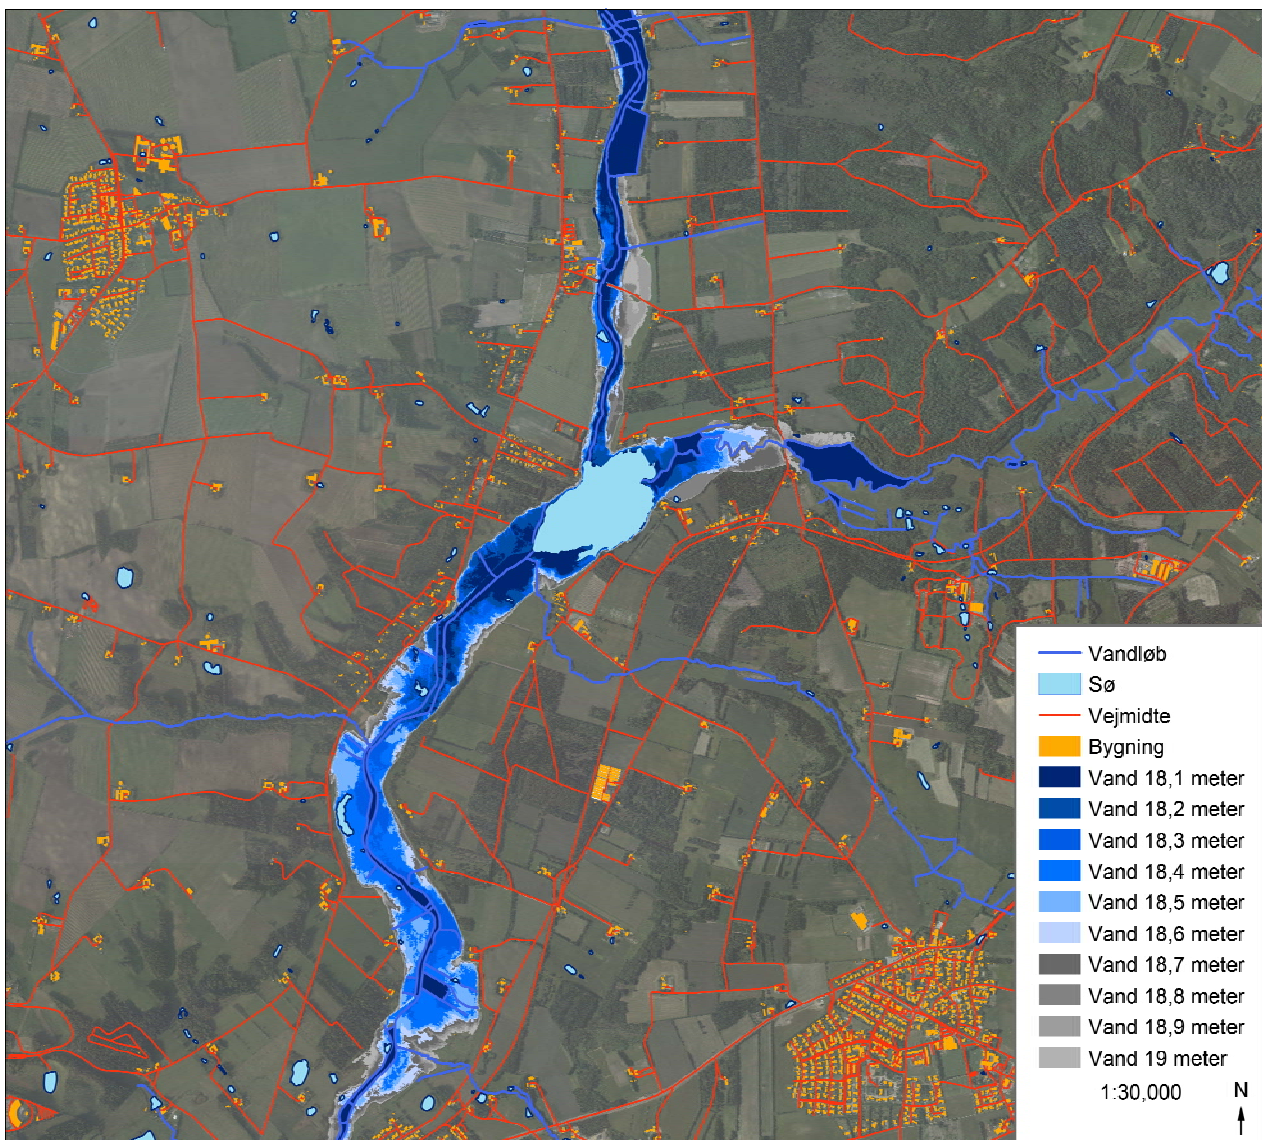 Vandløb
Sø
Vejmidte
Bygning
Vand 18,1 meter
Vand 18,2 meter
Vand 18,3 meter
Vand 18,4 meter
Vand 18,5 meter
Vand 18,6 meter
Vand 18,7 meter
Vand 18,8 meter
Vand 18,9 meter
Vand 19 meter
1:30,000 N